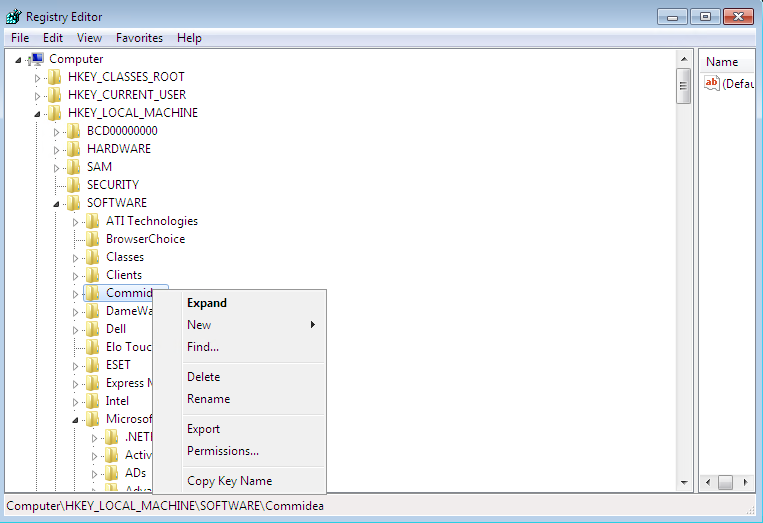 Registry Editor
File Edit View Favorites Help
Computer
HKEY_CLASSES_ROOT
HKEY_CURRENT_USER
HKEY_LOCAL_MACHINE
BCD00000000
HARDWARE
SAM
SECURITY
SOFTWARE
ATI Technologies
BrowserChoice
Classes
Clients
Commid
DameWa
Dell
Elo Touc
ESET
Express M
Intel
Microsof
.NET
Activ
ADs
Expand
New
Find...
Delete
Rename
Export
Permissions...
Copy Key Name
Name
ab (Defau
Computer\HKEY_LOCAL_MACHINE\SOFTWARE\Commidea